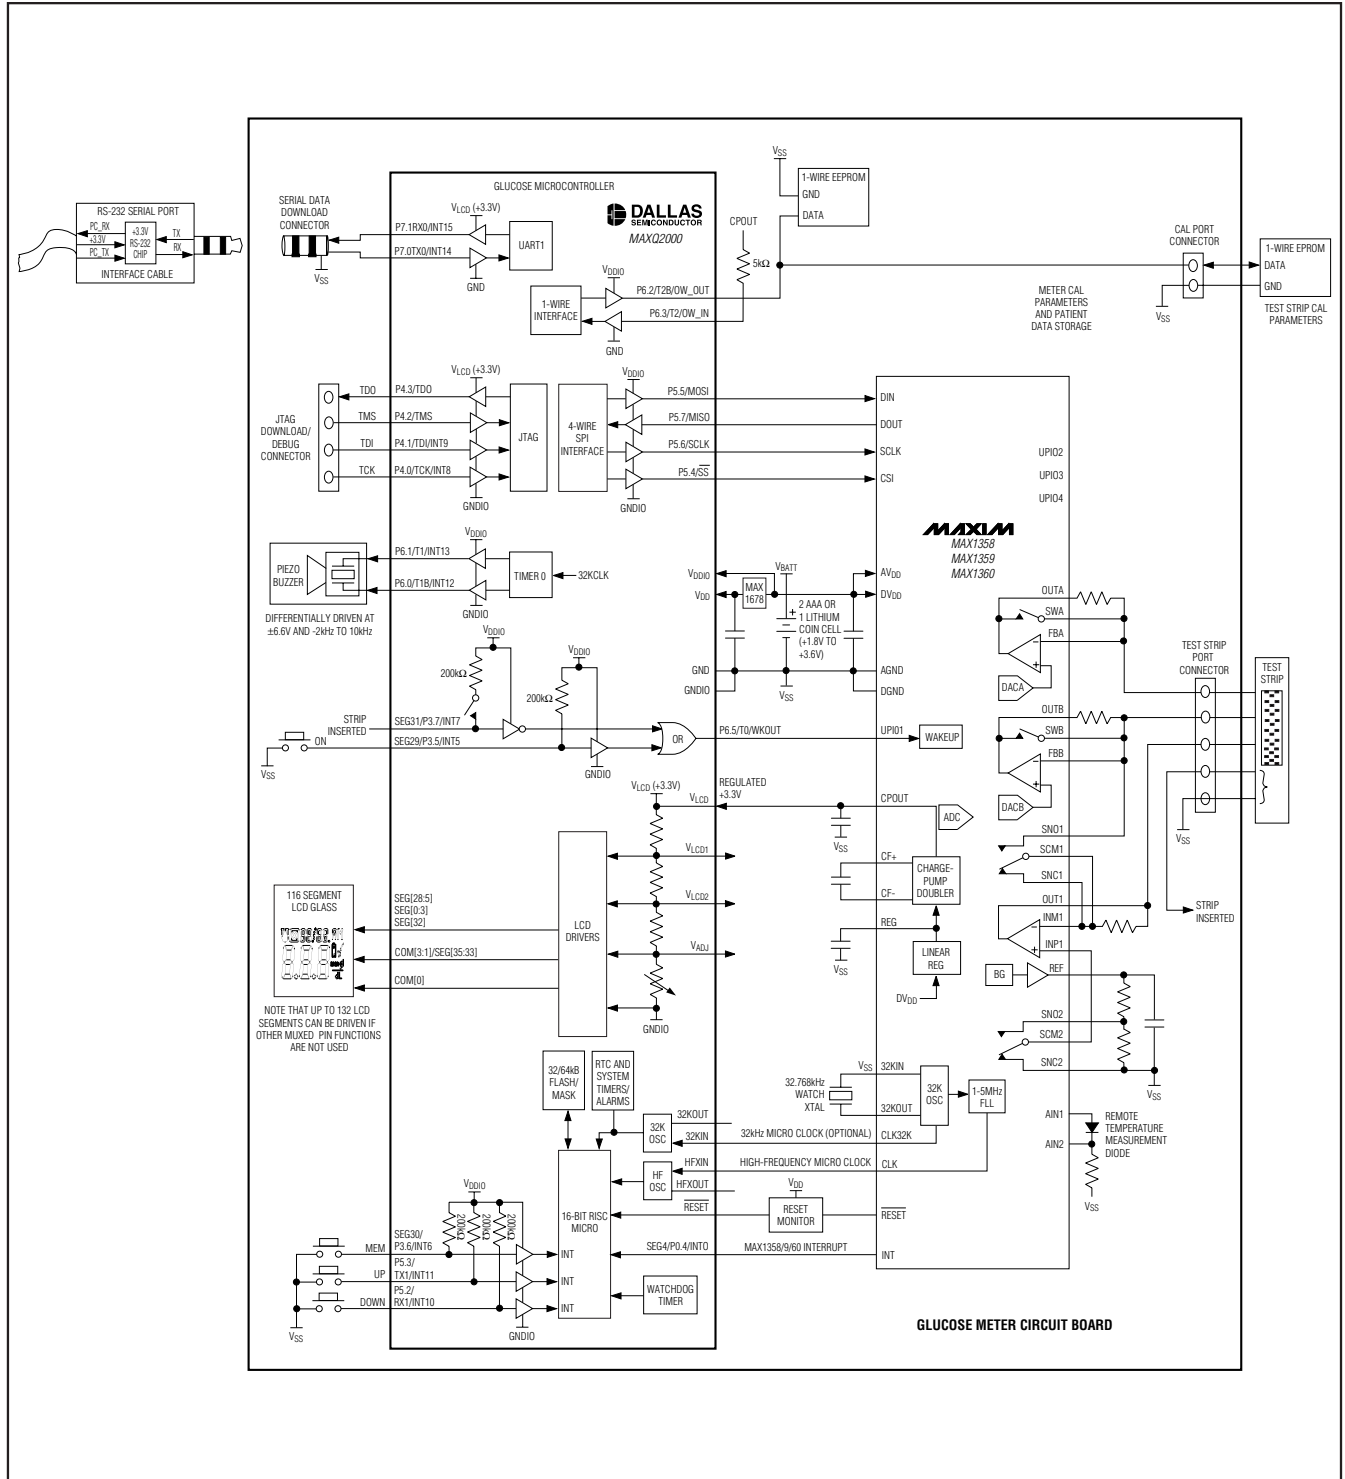 RS-232 SERIAL PORT
PC_RX
+3.3V
PC_TX
+3.3V
RS-232
CHIP
TX
RX
INTERFACE CABLE
SERIAL DATA
DOWNLOAD
CONNECTOR
VSS
GLUCOSE MICROCONTROLLER
DALLAS
SEMICONDUCTOR
MAXQ2000
VLCD (+3.3V)
P7.1RX0/INT15
P7.0TX0/INT14
UART1
GND
VDDIO
1-WIRE
INTERFACE
P6.2/T2B/OW_OUT
P6.3/T2/OW_IN
GND
VSS
1-WIRE EEPROM
GND
DATA
CPOUT
5kΩ
METER CAL
PARAMETERS
AND PATIENT
DATA STORAGE
CAL PORT
CONNECTOR
VSS
1-WIRE EPROM
DATA
GND
TEST STRIP CAL
PARAMETERS
JTAG
DOWNLOAD/
DEBUG
CONNECTOR
TDO
TMS
TDI
TCK
P4.3/TDO
P4.2/TMS
P4.1/TDI/INT9
P4.0/TCK/INT8
VLCD (+3.3V)
GNDIO
JTAG
4-WIRE
SPI
INTERFACE
VDDIO
GNDIO
P5.5/MOSI
P5.7/MISO
P5.6/SCLK
P5.4/SS
DIN
DOUT
SCLK
CSI
UPIO2
UPIO3
UPIO4
MAXIM
MAX1358
MAX1359
MAX1360
PIEZO
BUZZER
DIFFERENTIALLY DRIVEN AT
±6.6V AND -2kHz TO 10kHz
P6.1/T1/INT13
P6.0/T1B/INT12
VDDIO
GNDIO
TIMER 0
32KCLK
VDDIO
VDD
GND
GNDIO
MAX
1678
VBATT
2 AAA OR
1 LITHIUM
COIN CELL
(+1.8V TO
+3.6V)
VSS
AVDD
DVDD
AGND
DGND
OUTA
SWA
FBA
DACA
OUTB
SWB
FBB
DACB
TEST STRIP
PORT
CONNECTOR
TEST
STRIP
VSS
STRIP
INSERTED
VDDIO
200kΩ
VDDIO
200kΩ
STRIP
INSERTED
SEG31/P3.7/INT7
ON
SEG29/P3.5/INT5
VSS
GNDIO
OR
P6.5/T0/WKOUT
UPIO1
WAKEUP
VLCD (+3.3V)
VLCD
REGULATED
+3.3V
VLCD1
VLCD2
VADJ
GNDIO
LCD
DRIVERS
CPOUT
VSS
CF+
CF-
REG
VSS
ADC
CHARGE-
PUMP
DOUBLER
LINEAR
REG
DVDD
SNO1
SCM1
SNC1
OUT1
INM1
INP1
BG
REF
SNO2
SCM2
SNC2
VSS
116 SEGMENT
LCD GLASS
SEG[28:5]
SEG[0:3]
SEG[32]
COM[3:1]/SEG[35:33]
COM[0]
NOTE THAT UP TO 132 LCD
SEGMENTS CAN BE DRIVEN IF
OTHER MUXED PIN FUNCTIONS
ARE NOT USED
32/64kB
FLASH/
MASK
RTC AND
SYSTEM
TIMERS/
ALARMS
32K
OSC
32KOUT
32KIN
HF
OSC
HFXIN
HFXOUT
RESET
16-BIT RISC
MICRO
INT
INT
INT
WATCHDOG
TIMER
SEG4/P0.4/INTO
32.768kHz
WATCH
XTAL
VSS
32KIN
32KOUT
32K
OSC
1-5MHz
FLL
32kHz MICRO CLOCK (OPTIONAL)
CLK32K
HIGH-FREQUENCY MICRO CLOCK
CLK
VDD
RESET
MONITOR
RESET
MAX1358/9/60 INTERRUPT
INT
AIN1
AIN2
REMOTE
TEMPERATURE
MEASUREMENT
DIODE
VSS
VDDIO
200kΩ
200kΩ
200kΩ
MEM
SEG30/
P3.6/INT6
UP
P5.3/
TX1/INT11
DOWN
P5.2/
RX1/INT10
VSS
GNDIO
GLUCOSE METER CIRCUIT BOARD